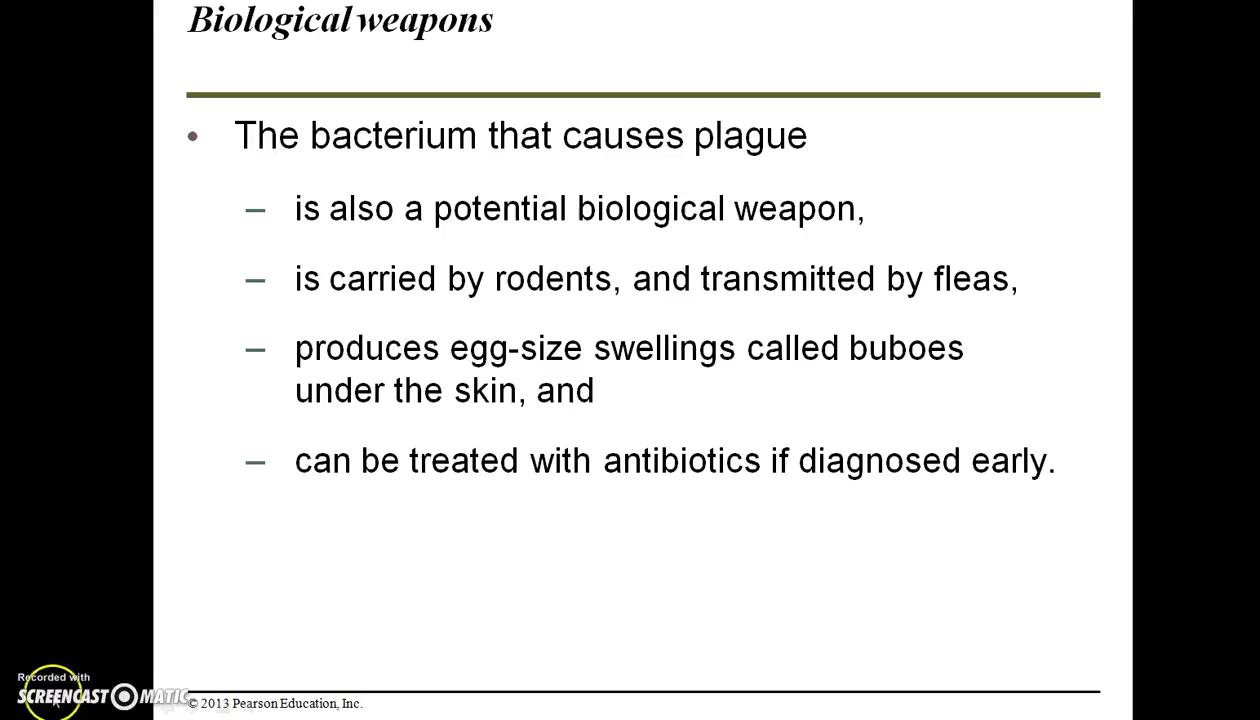 Biological weapons
• The bacterium that causes plague
– is also a potential biological weapon,
– is carried by rodents, and transmitted by fleas,
– produces egg-size swellings called buboes
under the skin, and
– can be treated with antibiotics if diagnosed early.
Recorded with
SCREENCAST MATIC
© 2013 Pearson Education, Inc.